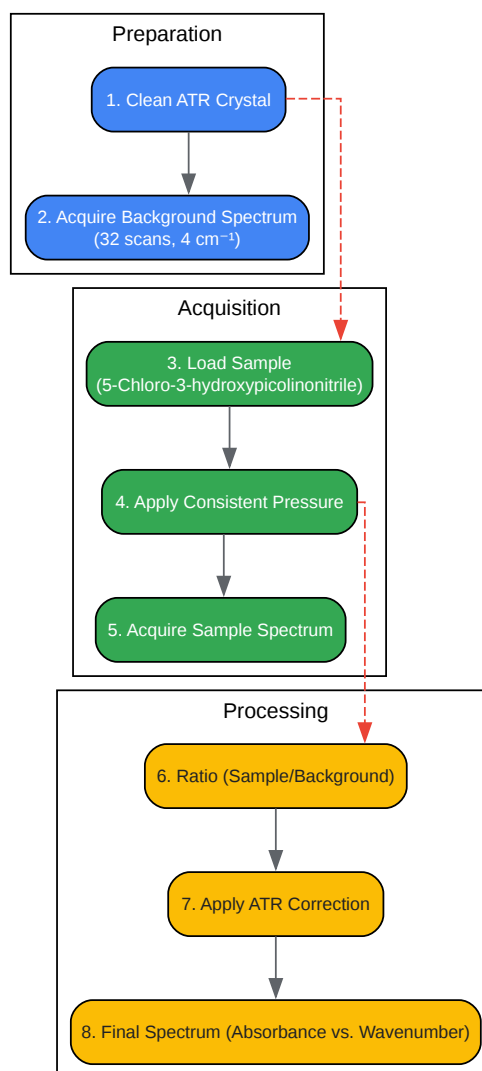 Preparation
1. Clean ATR Crystal
2. Acquire Background Spectrum
(32 scans, 4 cm⁻¹)
Acquisition
3. Load Sample
(5-Chloro-3-hydroxypicolinonitrile)
4. Apply Consistent Pressure
5. Acquire Sample Spectrum
Processing
6. Ratio (Sample/Background)
7. Apply ATR Correction
8. Final Spectrum (Absorbance vs. Wavenumber)